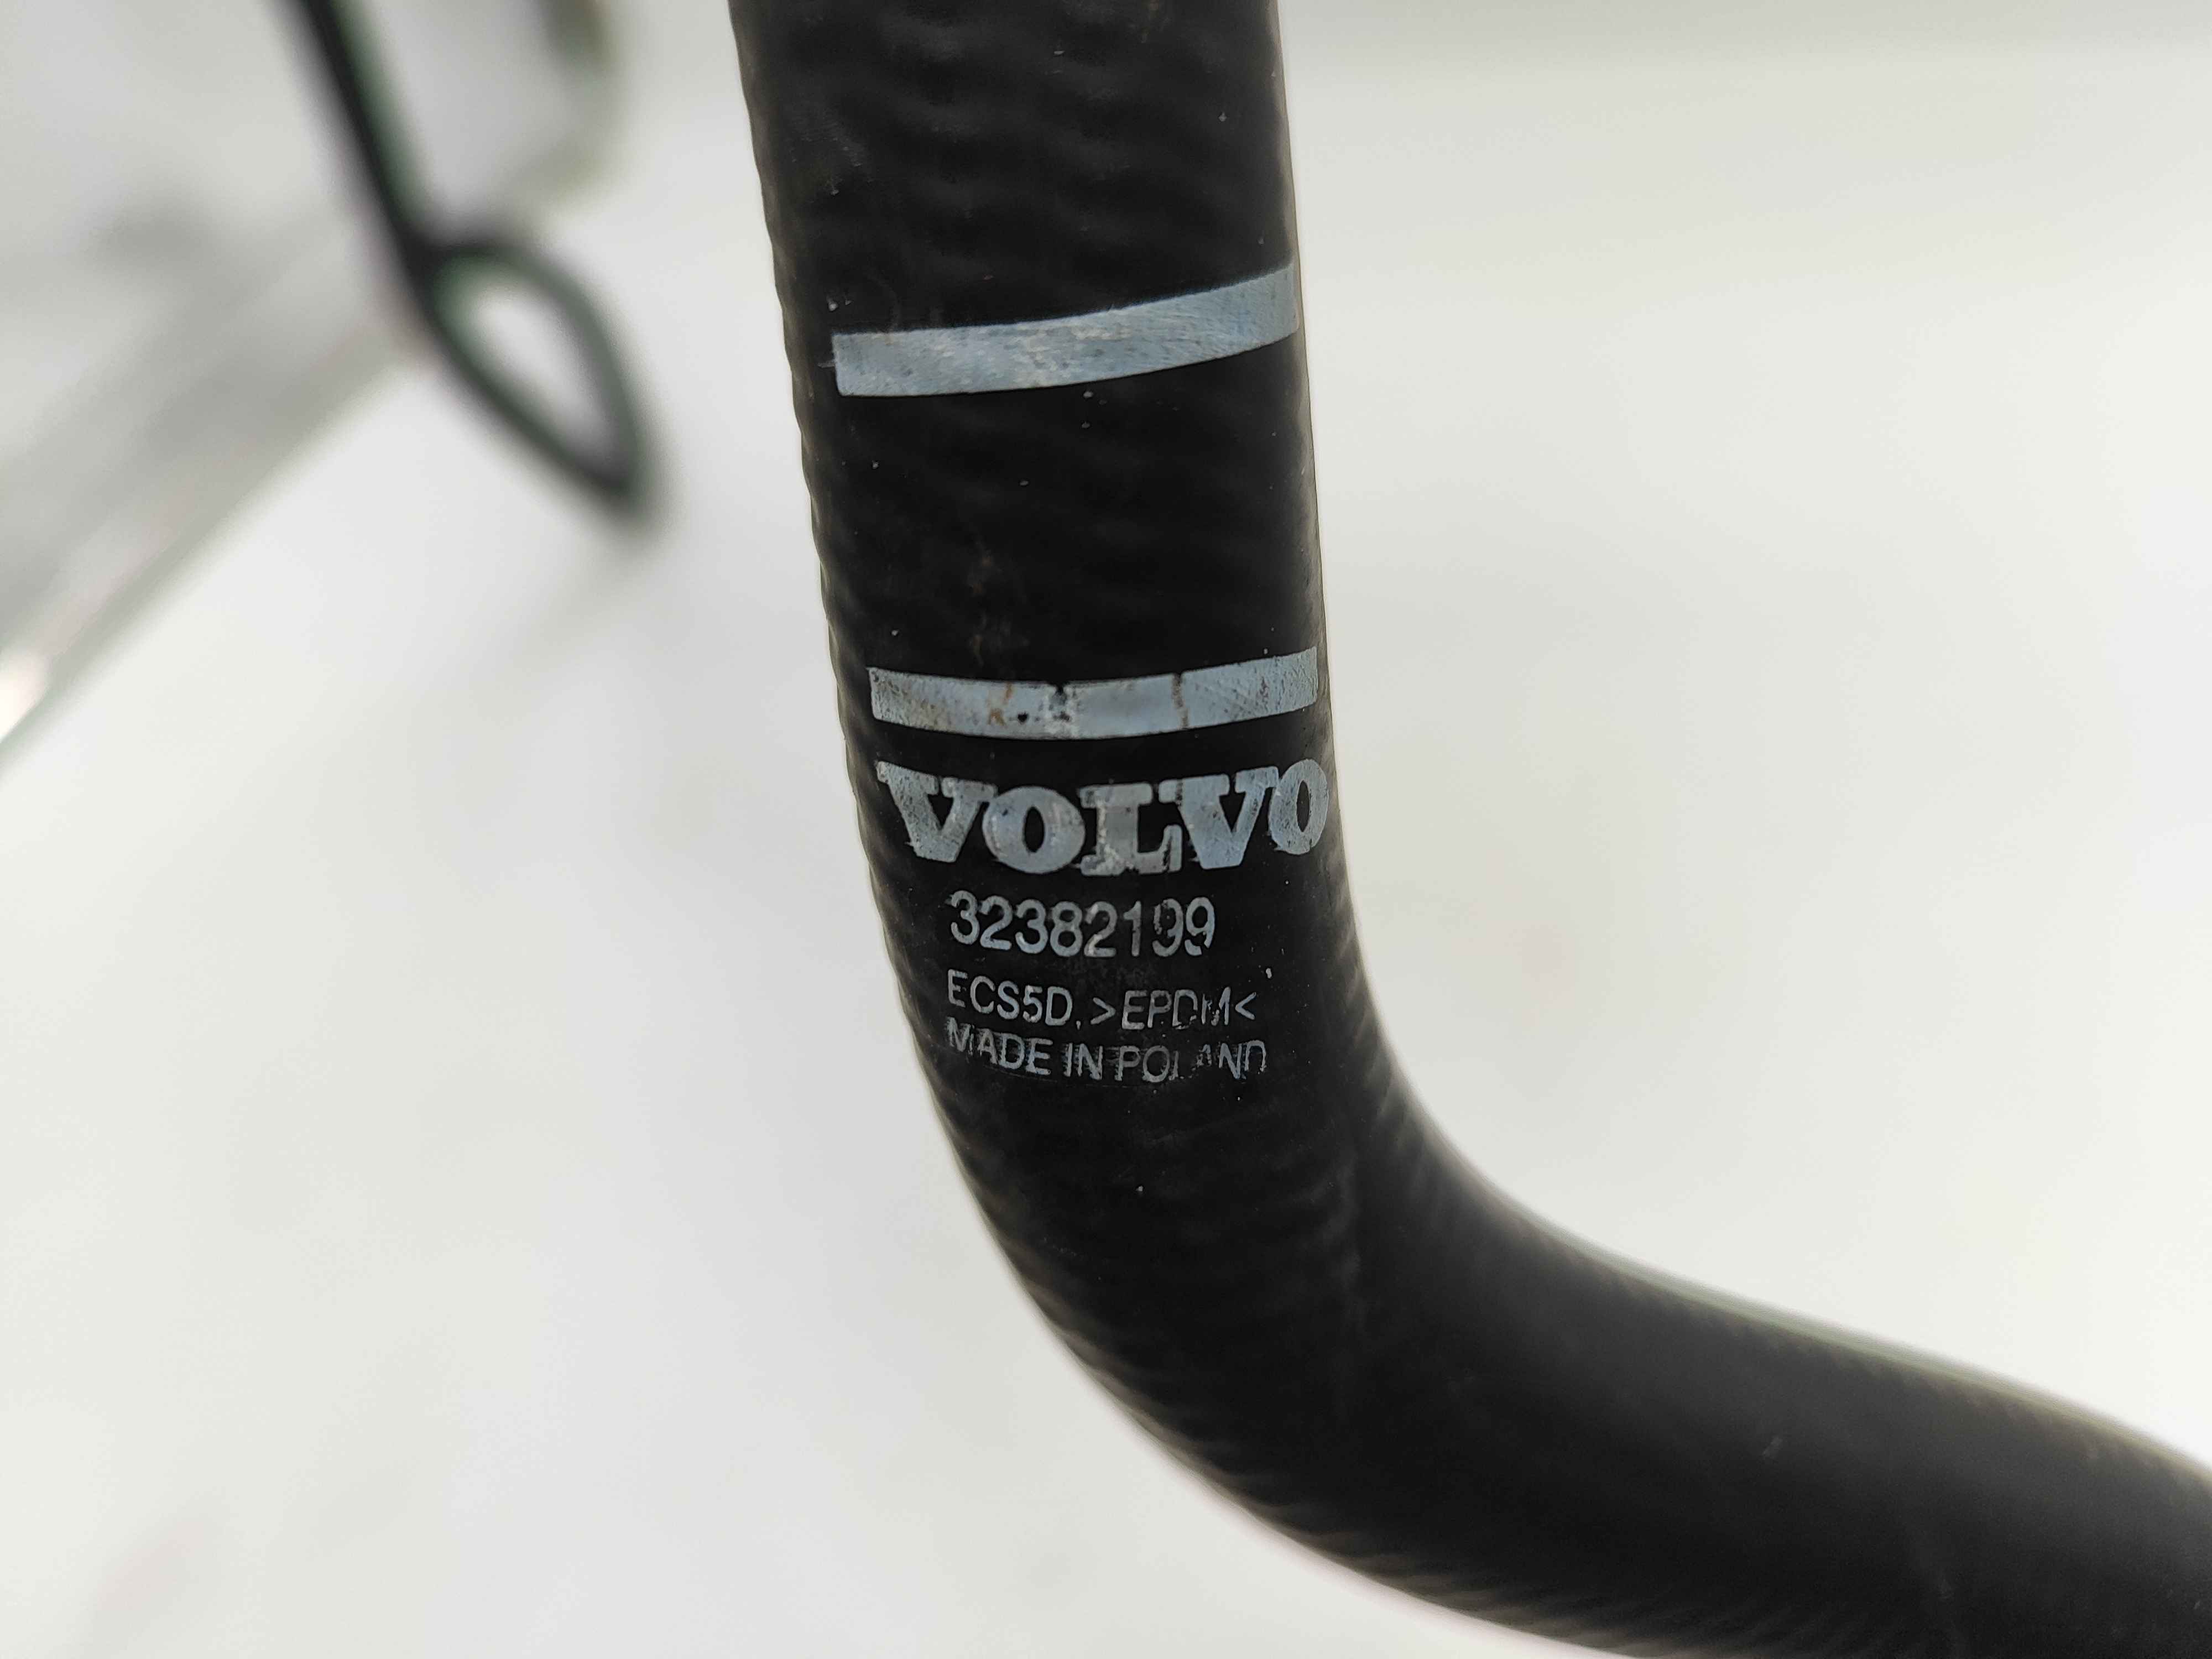 VOLVO
32382199
ECS5D. >EPDM<
MADE IN POLAND